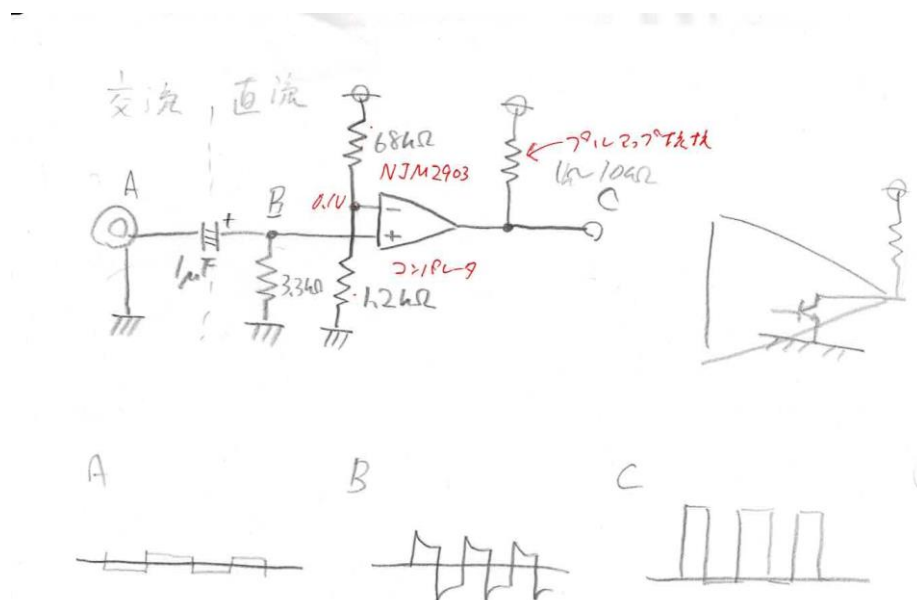 交流 直流
68kΩ
プルアップ抵抗
NJM2903
1k~10kΩ
A
B
0.1V
C
+
-
+
1μF
コンパレータ
3.3kΩ
1.2kΩ
A
B
C